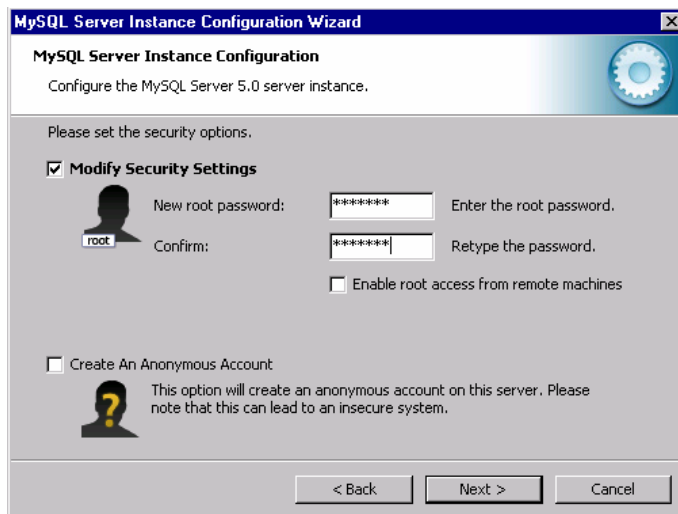 MySQL Server Instance Configuration Wizard
MySQL Server Instance Configuration
Configure the MySQL Server 5.0 server instance.
Please set the security options.
Modify Security Settings
root
New root password: ******* Enter the root password.
Confirm: ******* Retype the password.
Enable root access from remote machines
Create An Anonymous Account
This option will create an anonymous account on this server. Please
note that this can lead to an insecure system.
< Back Next > Cancel